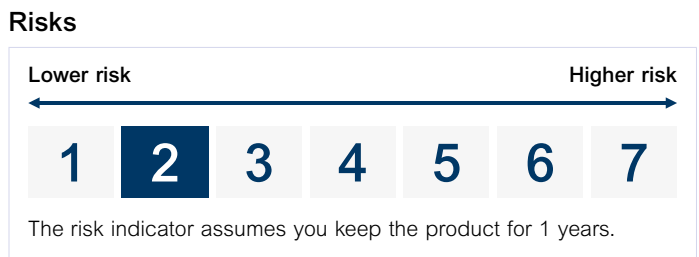 Risks
Lower risk Higher risk
1 2 3 4 5 6 7
The risk indicator assumes you keep the product for 1 years.